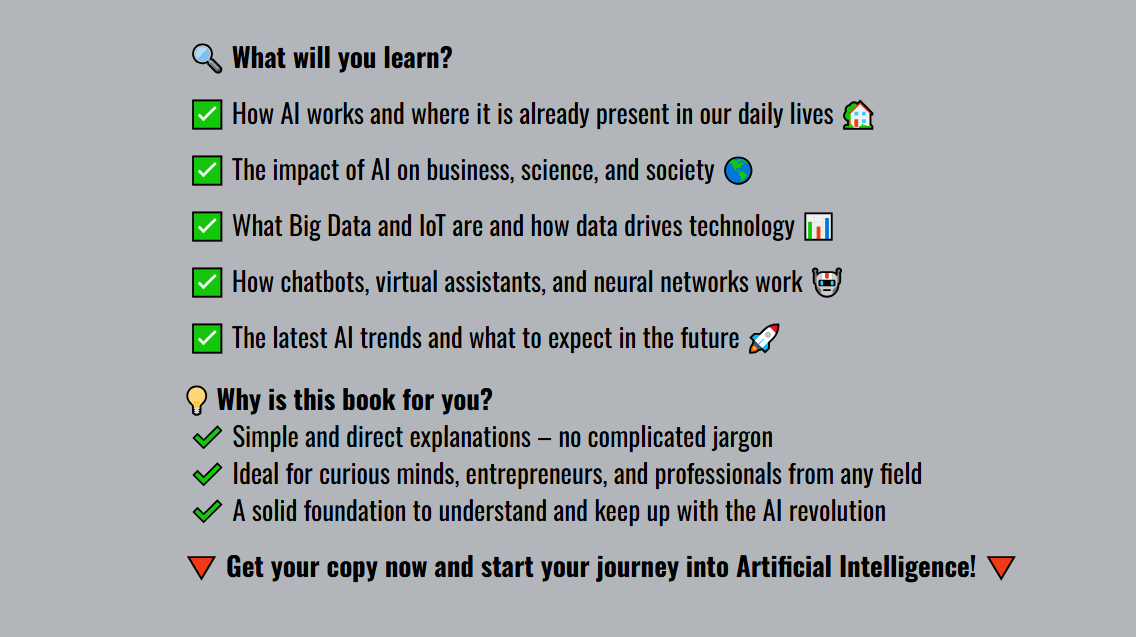 What will you learn?
How AI works and where it is already present in our daily lives
The impact of AI on business, science, and society
What Big Data and IoT are and how data drives technology
How chatbots, virtual assistants, and neural networks work
The latest AI trends and what to expect in the future
Why is this book for you?
Simple and direct explanations – no complicated jargon
Ideal for curious minds, entrepreneurs, and professionals from any field
A solid foundation to understand and keep up with the AI revolution
Get your copy now and start your journey into Artificial Intelligence!